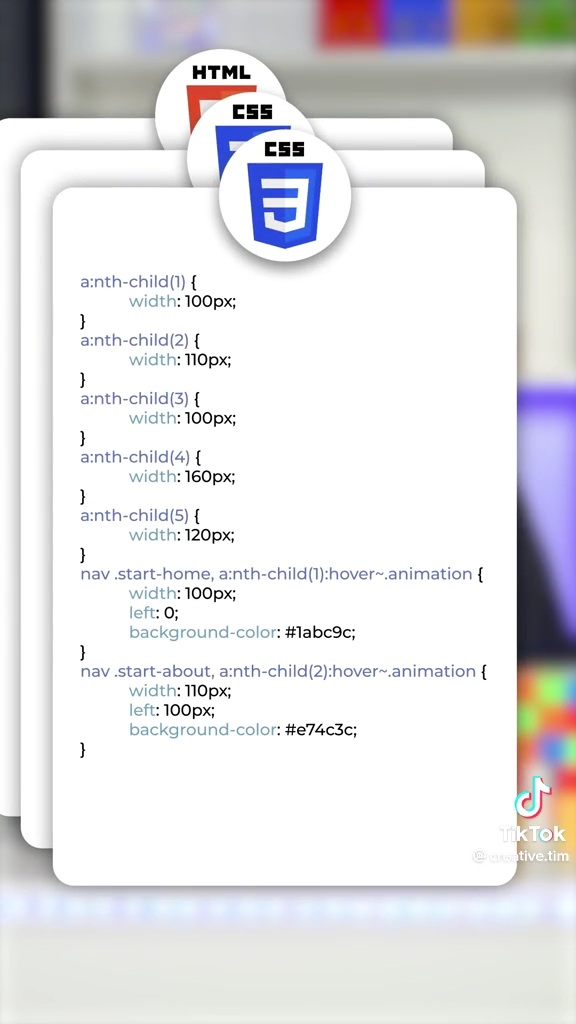 HTML
CSS
CSS
a:nth-child(1) {
width: 100px;
}
a:nth-child(2) {
width: 110px;
}
a:nth-child(3) {
width: 100px;
}
a:nth-child(4) {
width: 160px;
}
a:nth-child(5) {
width: 120px;
}
nav .start-home, a:nth-child(1):hover~.animation {
width: 100px;
left: 0;
background-color: #1abc9c;
}
nav .start-about, a:nth-child(2):hover~.animation {
width: 110px;
left: 100px;
background-color: #e74c3c;
}
TikTok
@creative.tim